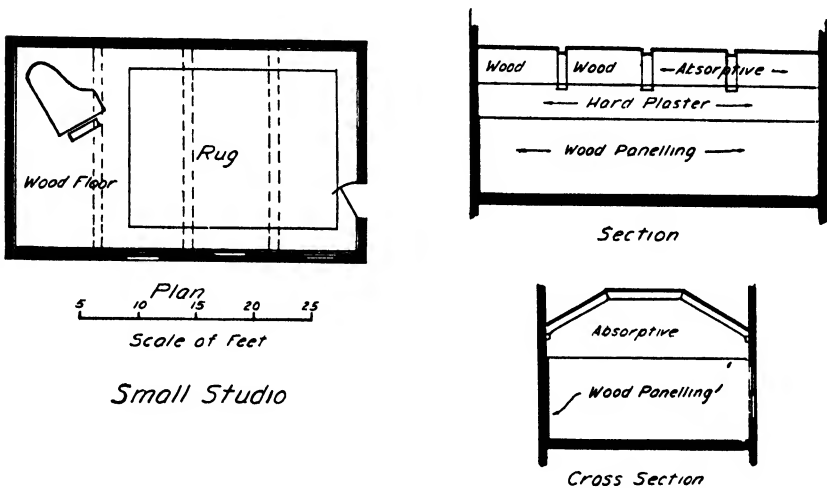 Wood Floor
Rug
Plan
5 10 15 20 25
Scale of Feet
Small Studio
Wood Wood Absorptive
Hard Plaster
Wood Panelling
Section
Absorptive
Wood Panelling
Cross Section